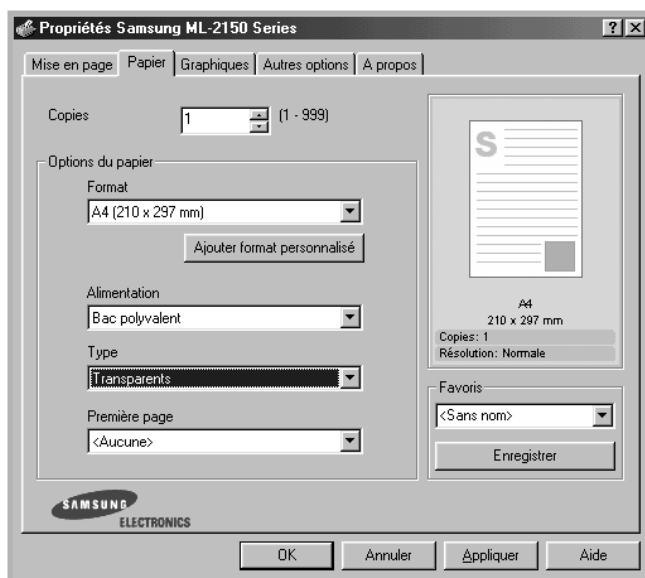 Propriétés Samsung ML-2150 Series
Mise en page Papier Graphiques Autres options A propos
Copies 1 (1 - 999)
Options du papier
Format
A4 (210 x 297 mm)
Ajouter format personnalisé
Alimentation
Bac polyvalent
Type
Transparents
Première page
<Aucune>
S
A4
210 x 297 mm
Copies: 1
Résolution: Normale
Favoris
<Sans nom>
Enregistrer
SAMSUNG
ELECTRONICS
OK Annuler Appliquer Aide